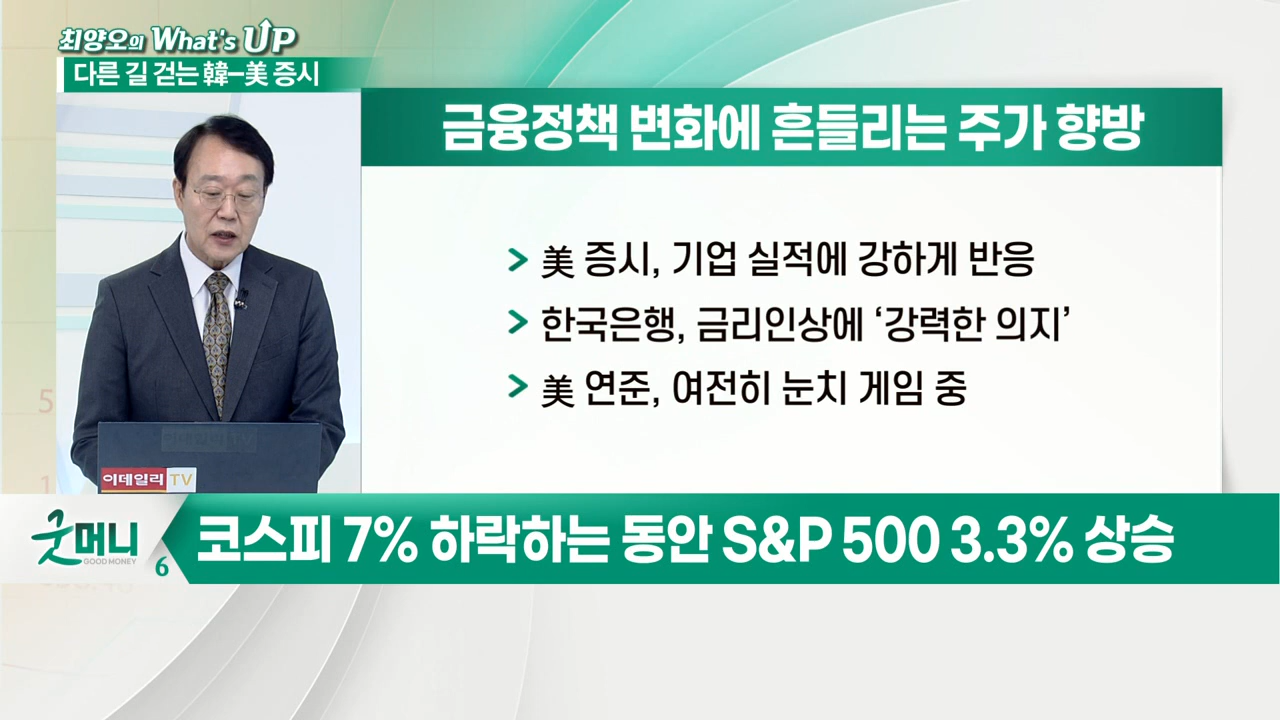 최양오의 What's UP
다른 길 걷는 韓-美 증시
금융정책 변화에 흔들리는 주가 향방
> 美 증시, 기업 실적에 강하게 반응
> 한국은행, 금리인상에 ‘강력한 의지’
> 美 연준, 여전히 눈치 게임 중
이데일리 TV
굿머니
GOOD MONEY
6
코스피 7% 하락하는 동안 S&P 500 3.3% 상승